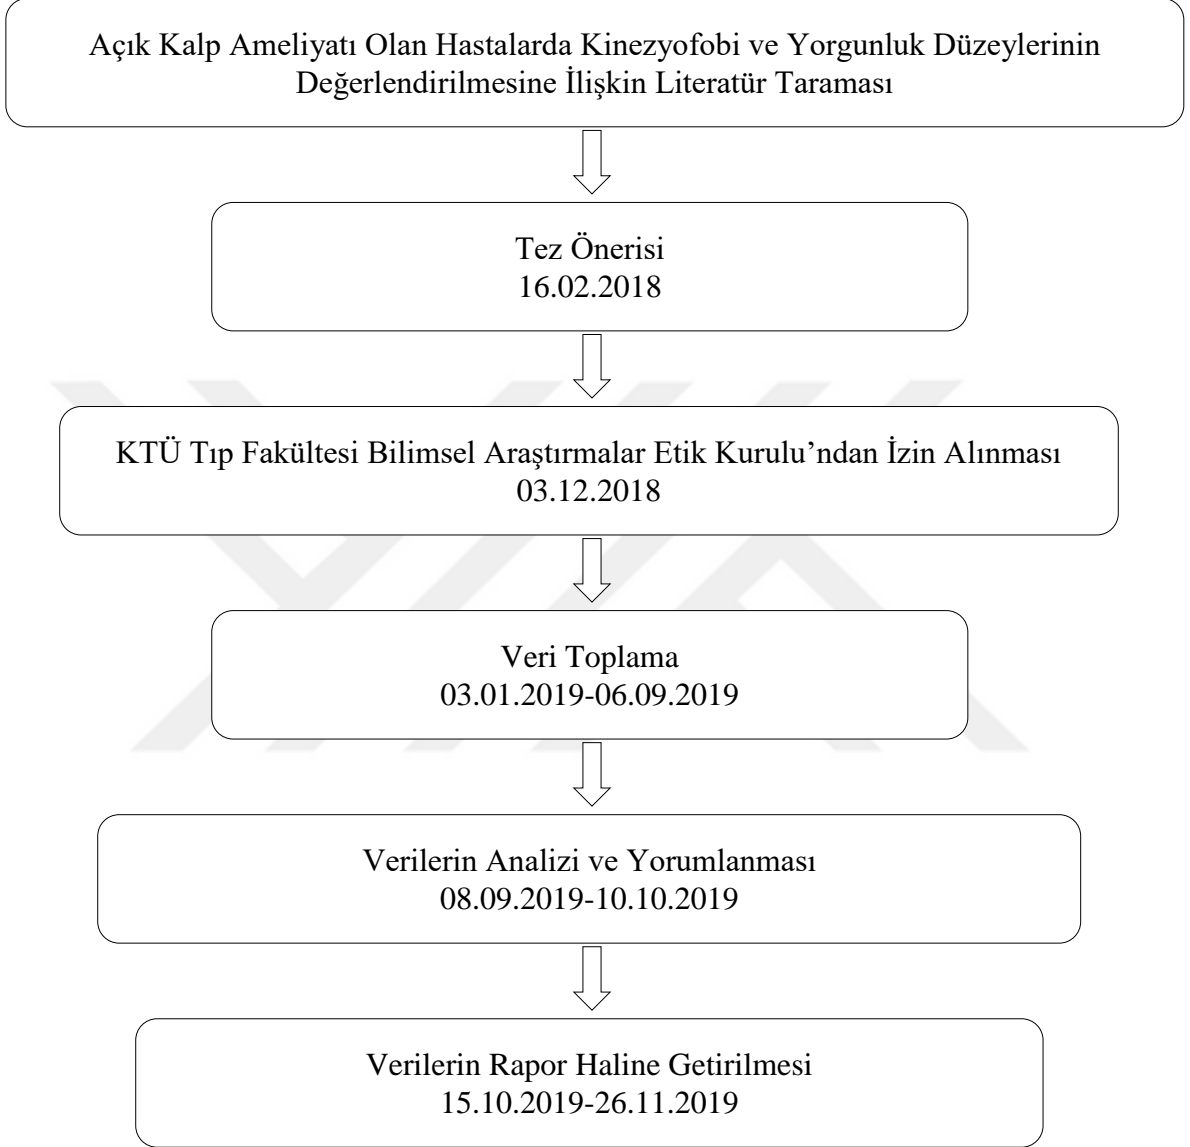 Açık Kalp Ameliyatı Olan Hastalarda Kinezyofobi ve Yorgunluk Düzeylerinin
Değerlendirilmesine İlişkin Literatür Taraması
Tez Önerisi
16.02.2018
KTÜ Tıp Fakültesi Bilimsel Araştırmalar Etik Kurulu’ndan İzin Alınması
03.12.2018
Veri Toplama
03.01.2019-06.09.2019
Verilerin Analizi ve Yorumlanması
08.09.2019-10.10.2019
Verilerin Rapor Haline Getirilmesi
15.10.2019-26.11.2019